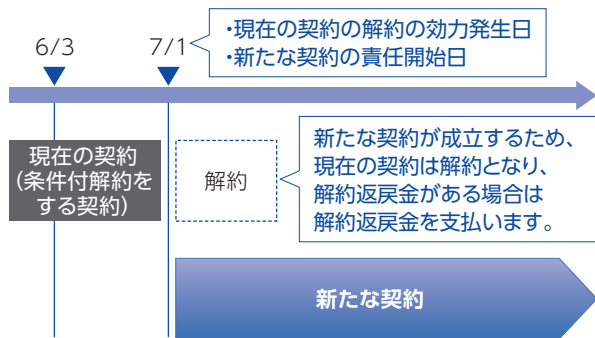 6/3
7/1
・現在の契約の解約の効力発生日
・新たな契約の責任開始日
現在の契約
(条件付解約を
する契約)
解約
新たな契約が成立するため、
現在の契約は解約となり、
解約返戻金がある場合は
解約返戻金を支払います。
新たな契約